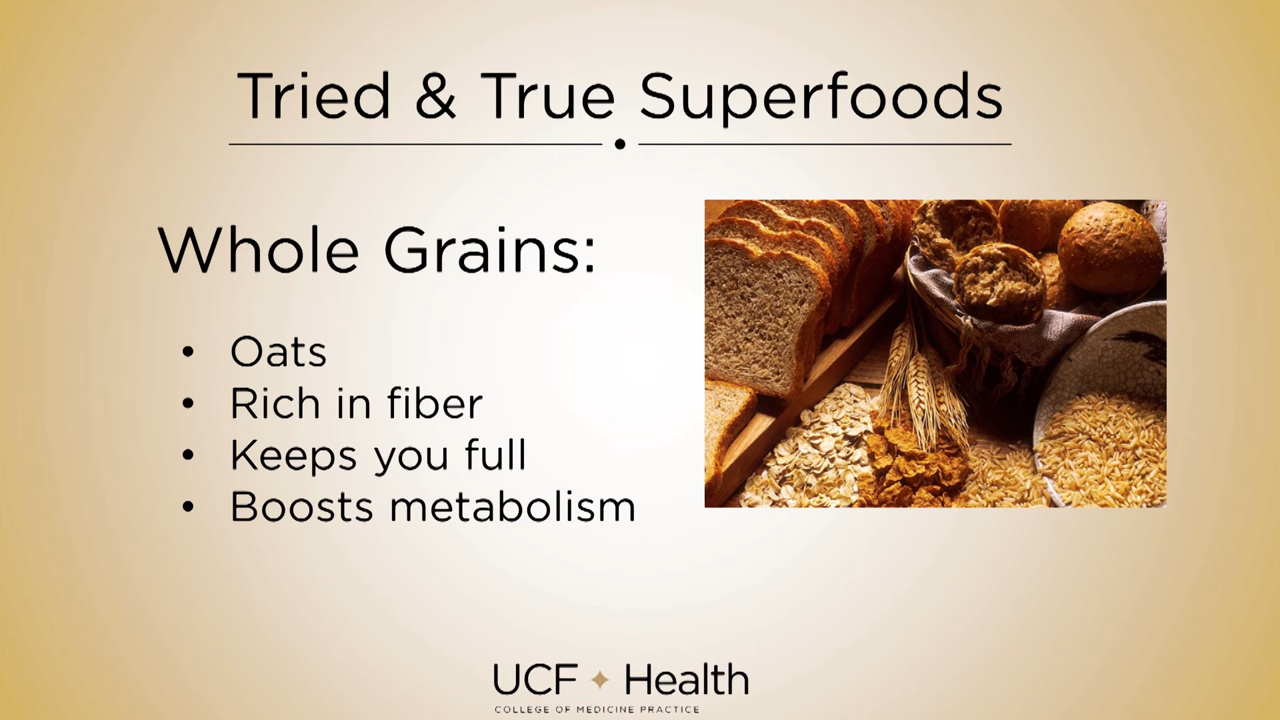 Tried & True Superfoods
Whole Grains:
• Oats
• Rich in fiber
• Keeps you full
• Boosts metabolism
UCF Health
COLLEGE OF MEDICINE PRACTICE